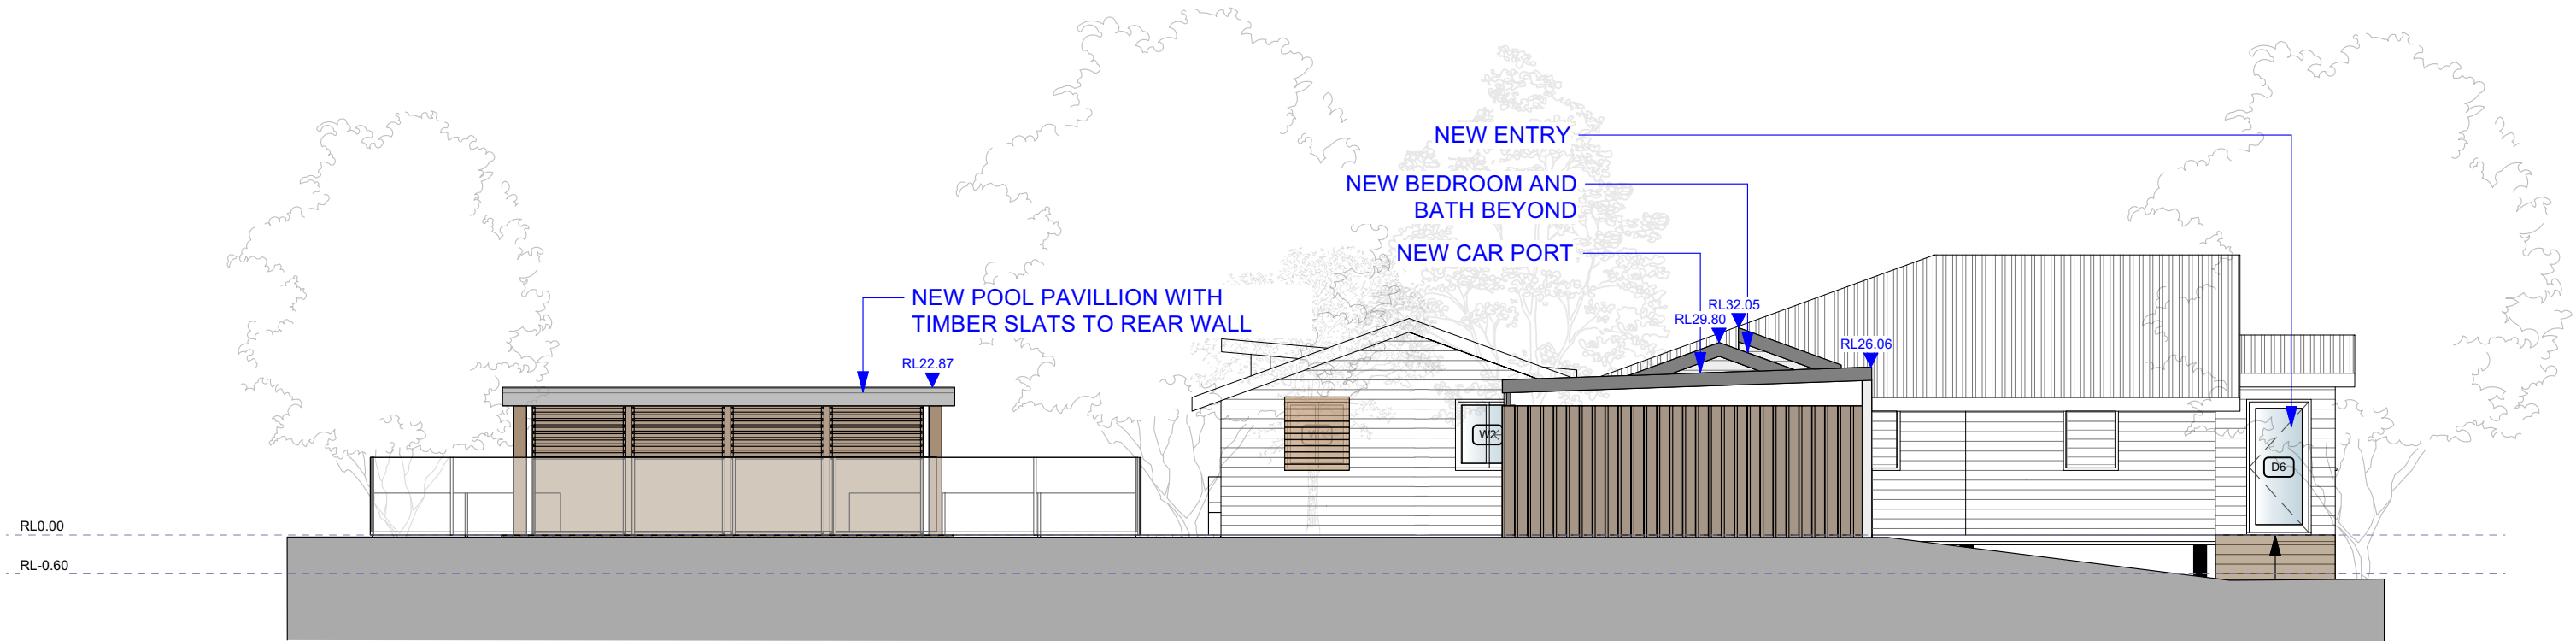 NEW ENTRY
NEW BEDROOM AND
BATH BEYOND
NEW CAR PORT
NEW POOL PAVILLION WITH
TIMBER SLATS TO REAR WALL
RL32.05
RL29.80
RL26.06
RL22.87
W2
D6
RL0.00
RL-0.60